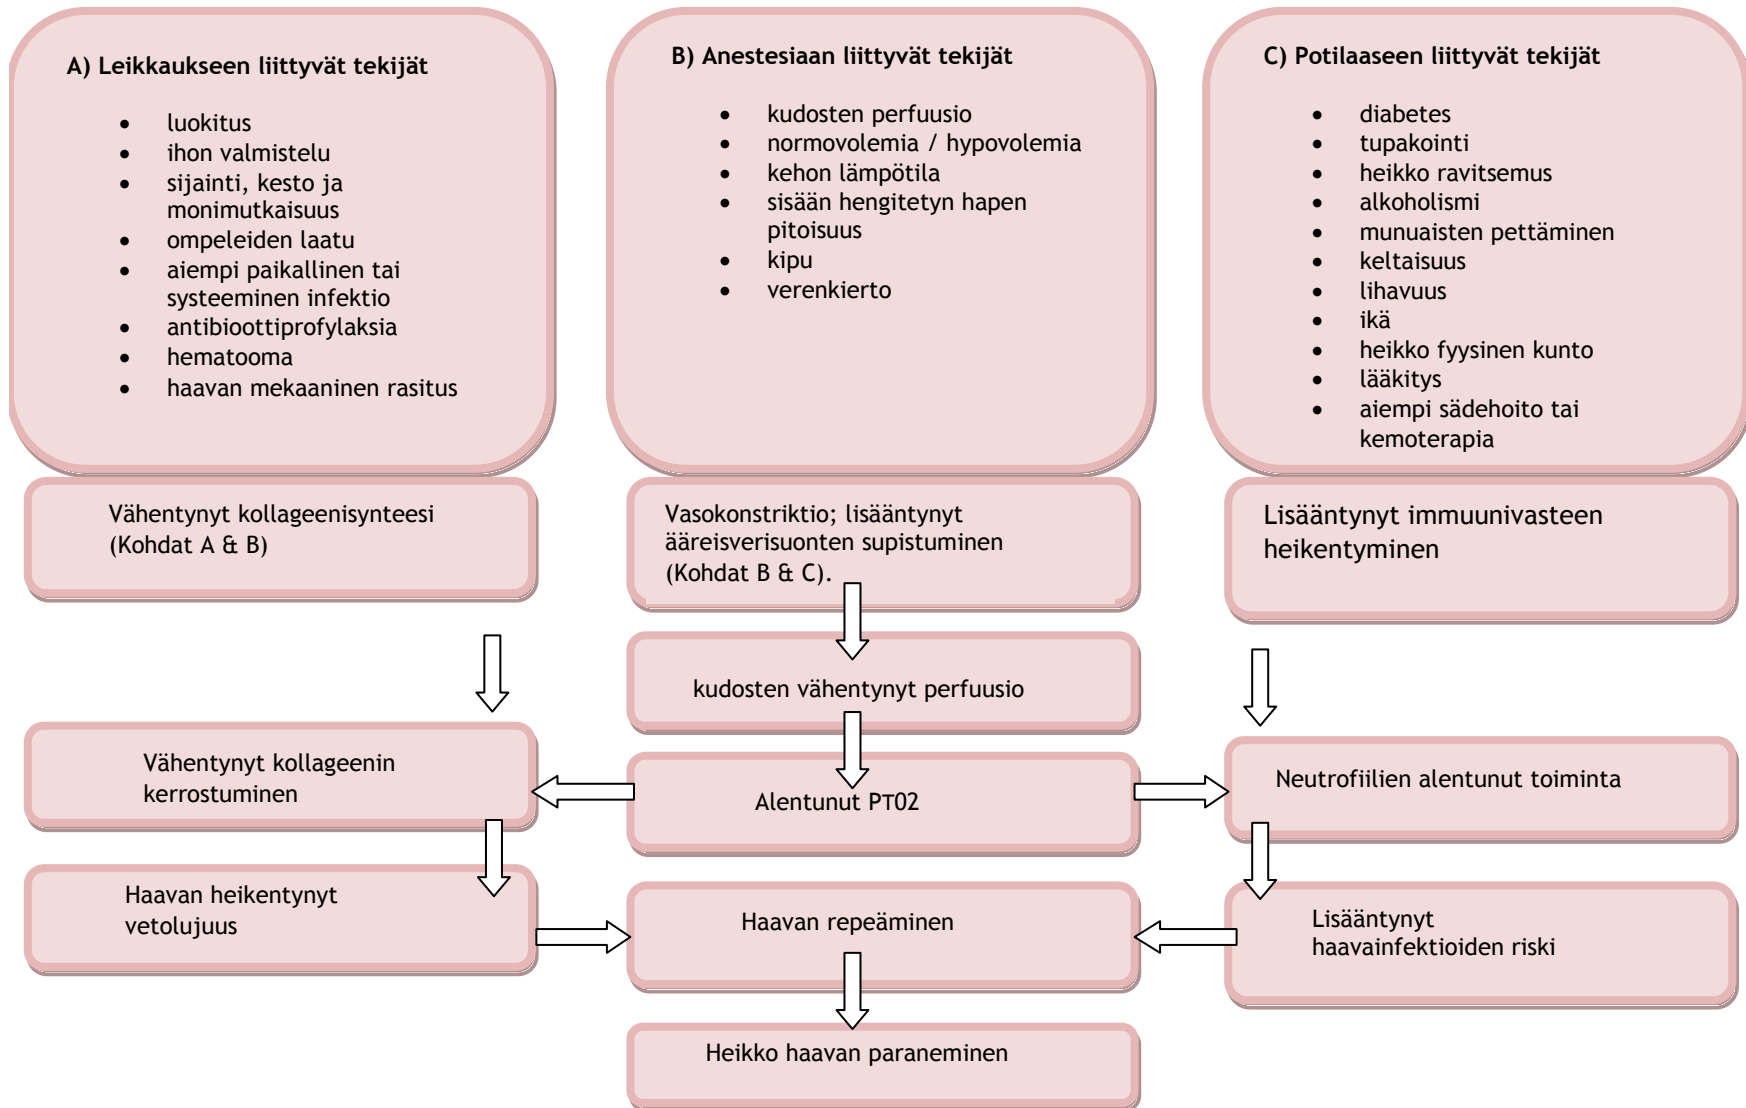 A) Leikkaukseen liittyvät tekijät
• luokitus
• ihon valmistelu
• sijainti, kesto ja
monimutkaisuus
• ompeleiden laatu
• aiempi paikallinen tai
systeeminen infektio
• antibioottiprofylaksia
• hematooma
• haavan mekaaninen rasitus
B) Anestesiaan liittyvät tekijät
• kudosten perfuusio
• normovolemia / hypovolemia
• kehon lämpötila
• sisään hengitetyn hapen
pitoisuus
• kipu
• verenkierto
C) Potilaaseen liittyvät tekijät
• diabetes
• tupakointi
• heikko ravitsemus
• alkoholismi
• munuaisten pettäminen
• keltaisuus
• lihavuus
• ikä
• heikko fyysinen kunto
• lääkitys
• aiempi sädehoito tai
kemoterapia
Vähentynyt kollageenisynteesi
(Kohdat A & B)
Vasokonstriktio; lisääntynyt
ääreisverisuonten supistuminen
(Kohdat B & C).
Lisääntynyt immuunivasteen
heikentyminen
kudosten vähentynyt perfuusio
Vähentynyt kollageenin
kerrostuminen
Alentunut PT02
Neutrofiilien alentunut toiminta
Haavan heikentynyt
vetolujuus
Haavan repeäminen
Lisääntynyt
haavainfektioiden riski
Heikko haavan paraneminen